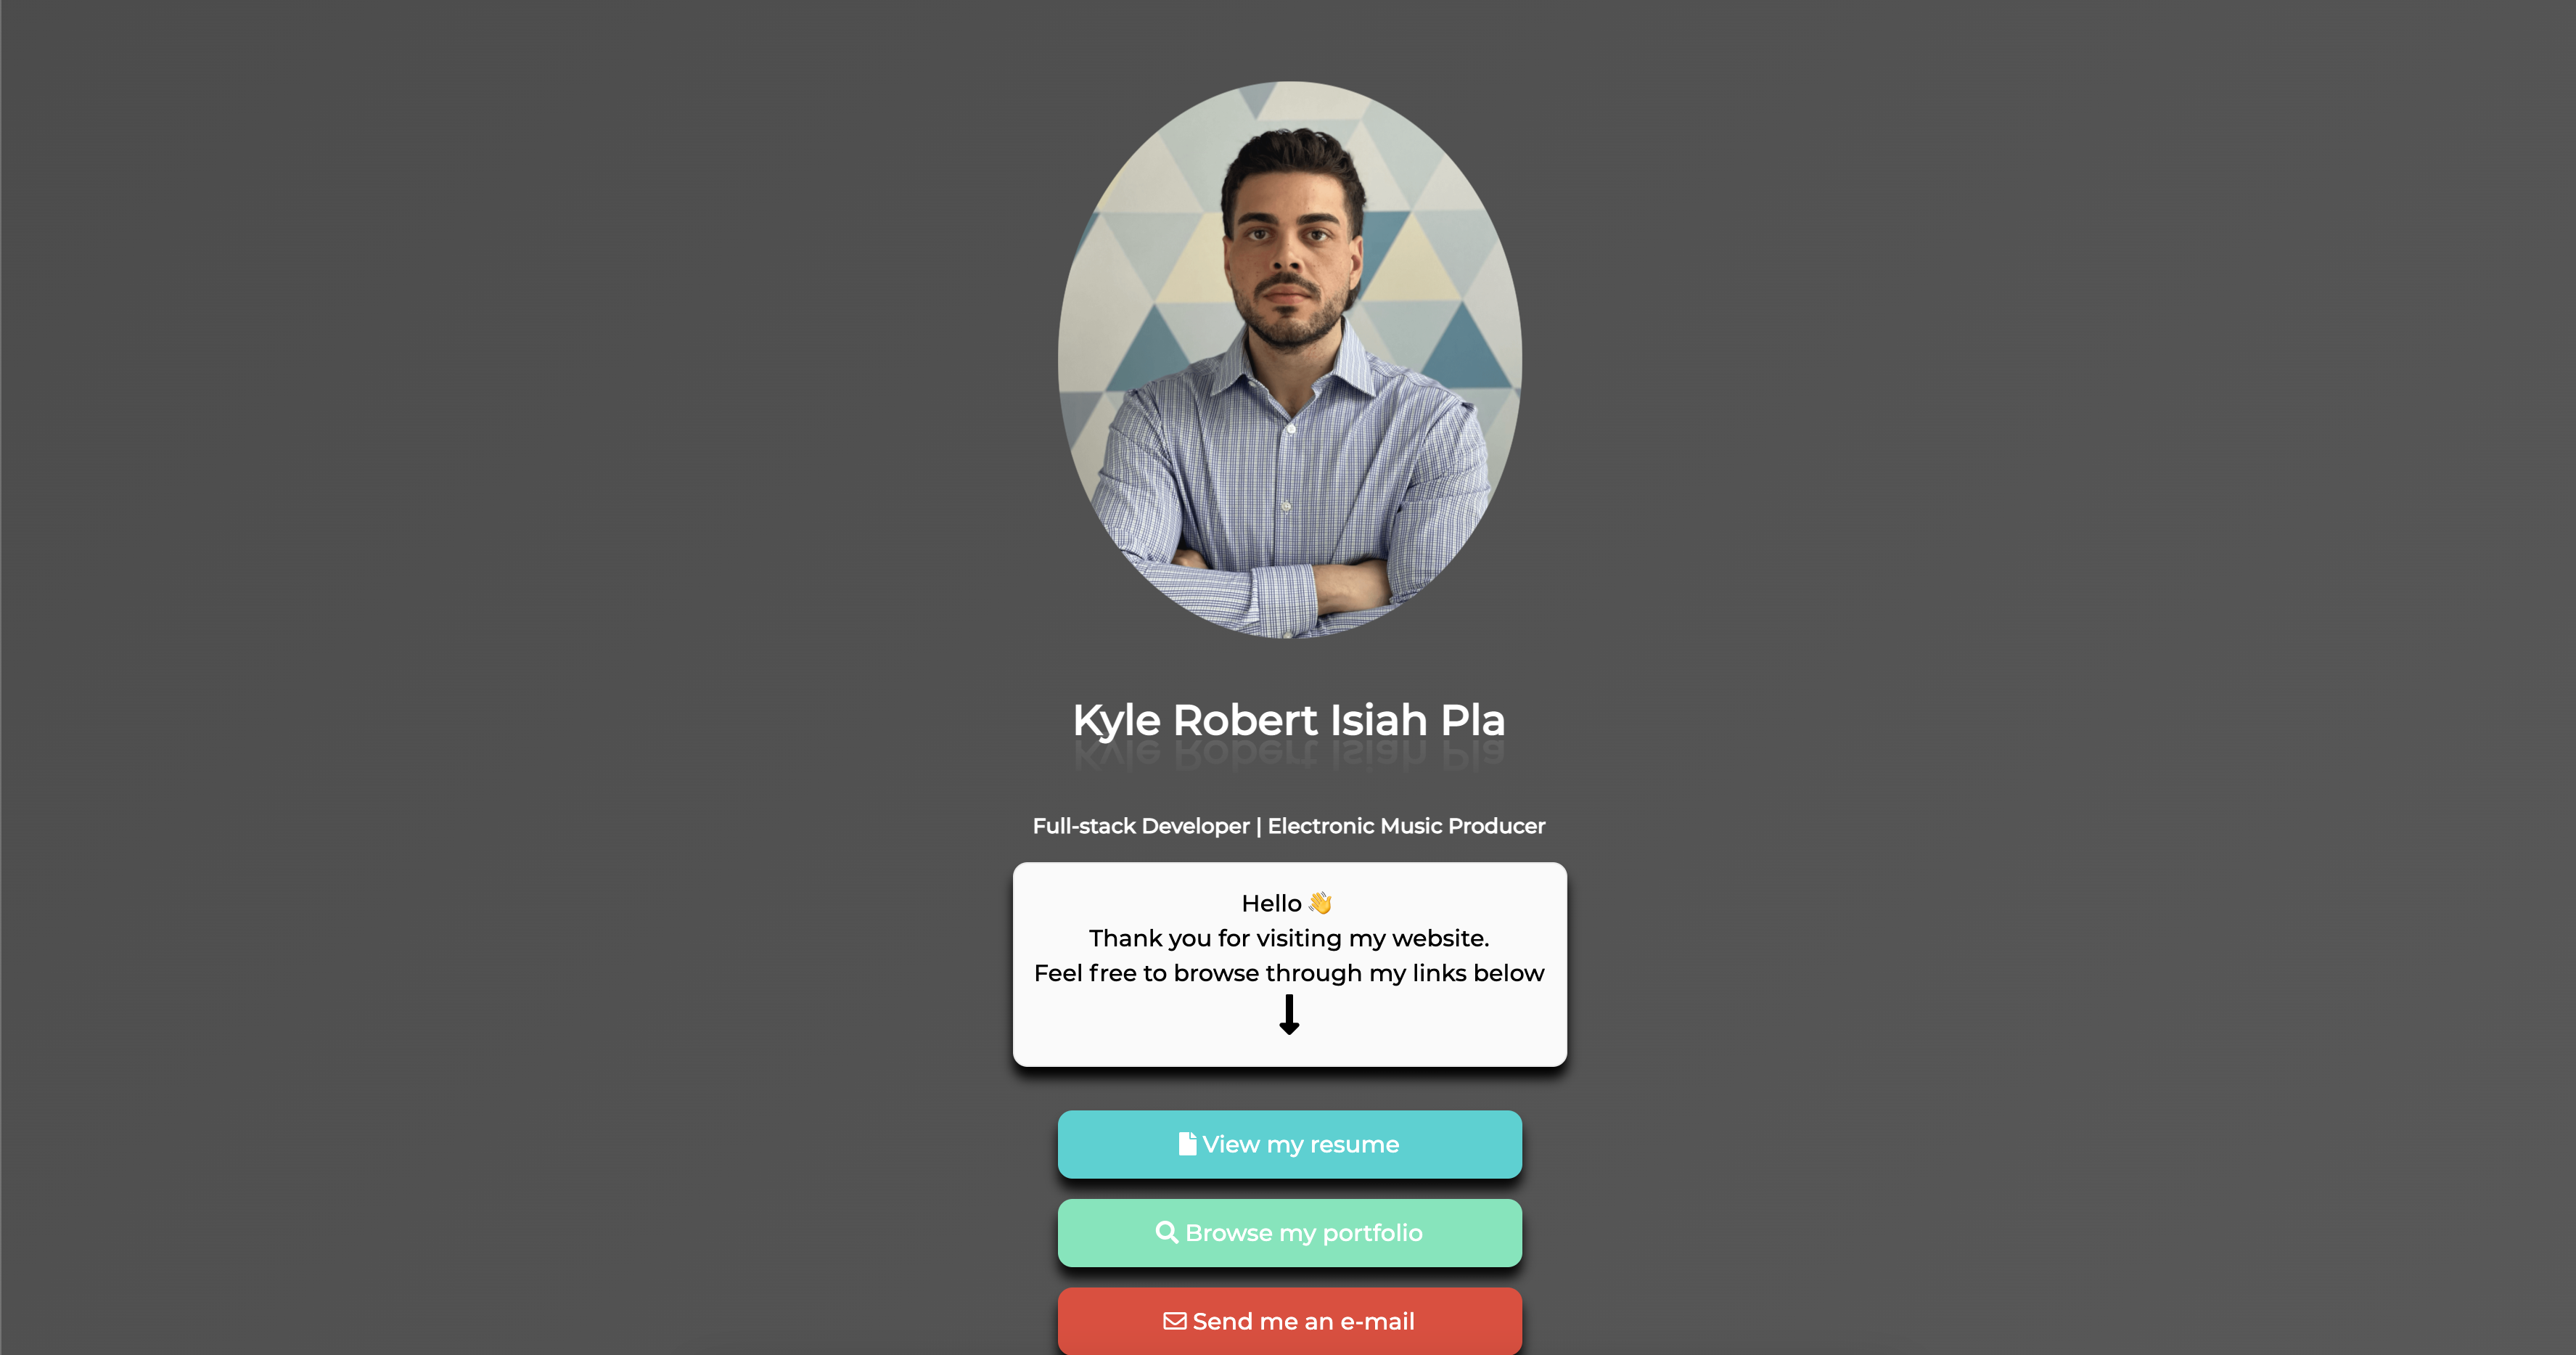 Kyle Robert Isiah Pla
Full-stack Developer | Electronic Music Producer
Hello 👋
Thank you for visiting my website.
Feel free to browse through my links below
View my resume
Browse my portfolio
Send me an e-mail